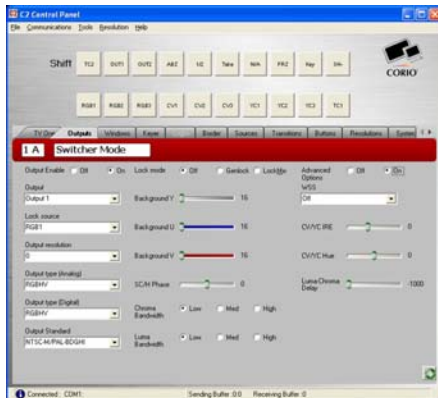 C2 Control Panel
File Communications Tools Resolution Help
Shift TC2 OUT1 OUT2 Take FRZ Key
CORIO
RGB1 RGB2 RGB3 CV1 CV2 CV3 YC1 YC2 YC3 TC1
Outputs Windows Keyer Border Sources Transitions Buttons Resolutions System
1 A Switcher Mode
Output Enable Off On Lock mode Off Genlock LockMix Advanced Options Off On
Output WSS
Output 1 Background Y 16 Off
Lock source
RGB1 Background U 16 CV/YC IRE 0
Output resolution
0 Background V 16 CV/YC Hue 0
Output type (Analog)
RGBHV SC/H Phase 0 Luma-Chroma Delay -1000
Output type (Digital)
RGBHV Chroma Bandwidth Low Med High
Output Standard
NTSC-M/PAL-BDGHI Luma Bandwidth Low Med High
Connected: COM1: Sending Buffer :0:0 Receiving Buffer :0